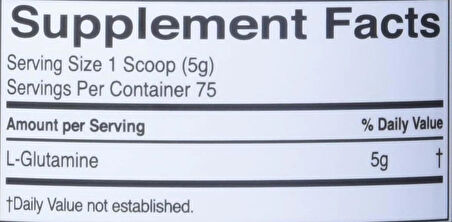 Supplement Facts
Serving Size 1 Scoop (5g)
Servings Per Container 75
Amount per Serving % Daily Value
L-Glutamine 5g †
†Daily Value not established.